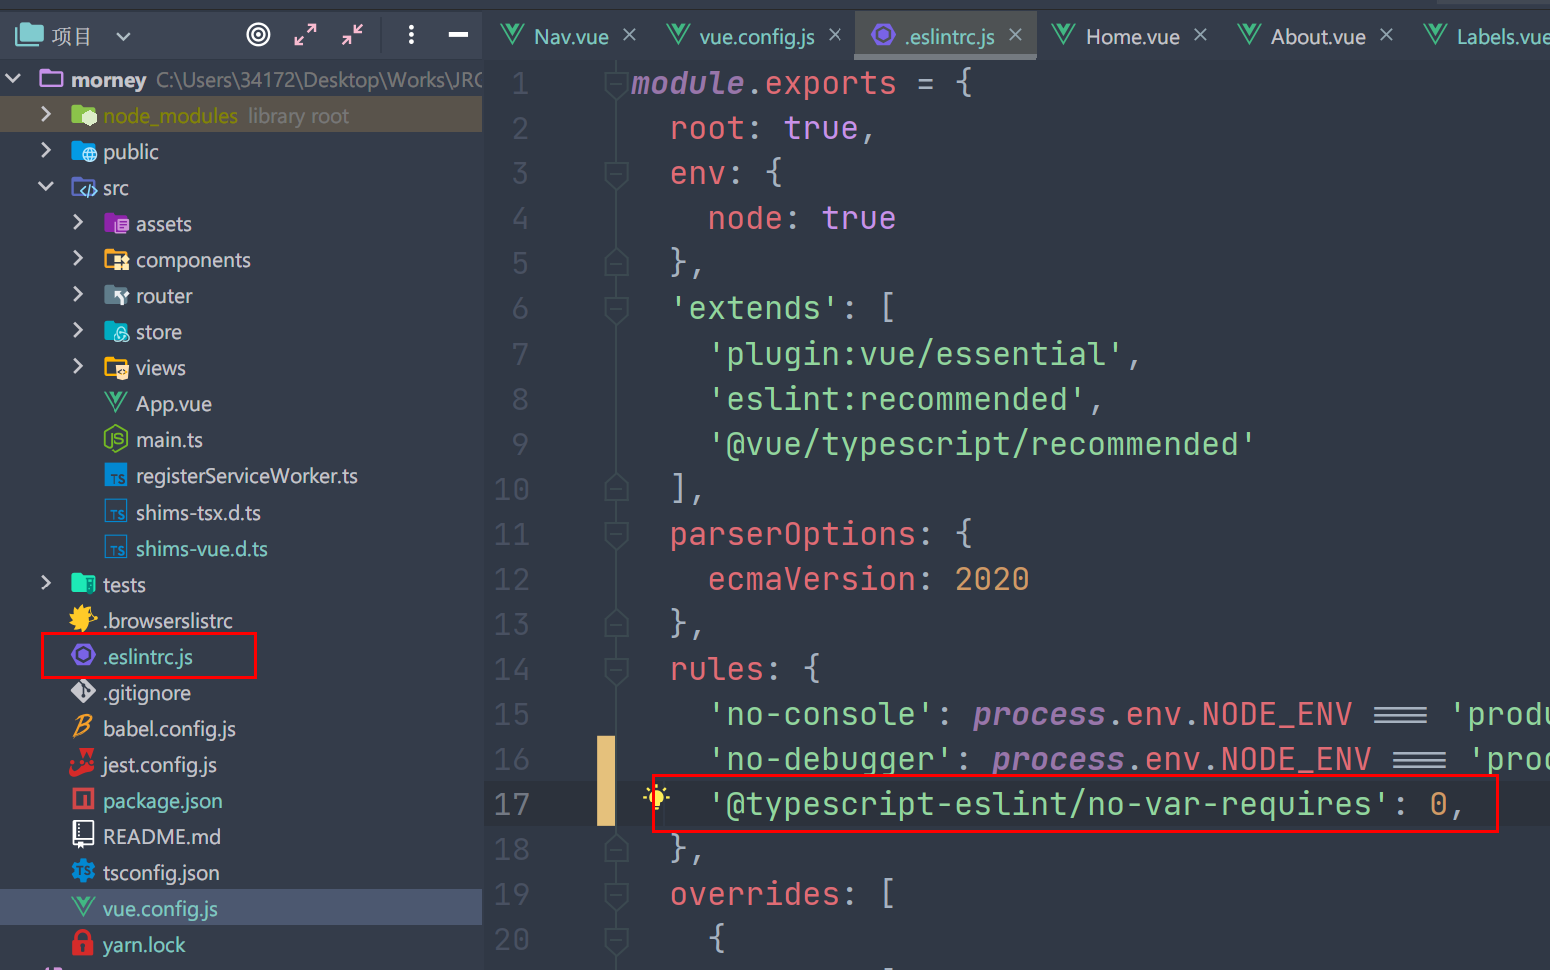 项目
morney C:\Users\34172\Desktop\Works\JRC
node_modules library root
public
src
assets
components
router
store
views
App.vue
main.ts
registerServiceWorker.ts
shims-tsx.d.ts
shims-vue.d.ts
tests
.browserslistrc
.eslintrc.js
.gitignore
babel.config.js
jest.config.js
package.json
README.md
tsconfig.json
vue.config.js
yarn.lock
Nav.vue vue.config.js .eslintrc.js Home.vue About.vue Labels.vue
1 module.exports = {
2 root: true,
3 env: {
4 node: true
5 },
6 'extends': [
7 'plugin:vue/essential',
8 'eslint:recommended',
9 '@vue/typescript/recommended'
10 ],
11 parserOptions: {
12 ecmaVersion: 2020
13 },
14 rules: {
15 'no-console': process.env.NODE_ENV === 'produ
16 'no-debugger': process.env.NODE_ENV === 'prod
17 '@typescript-eslint/no-var-requires': 0,
18 },
19 overrides: [
20 {